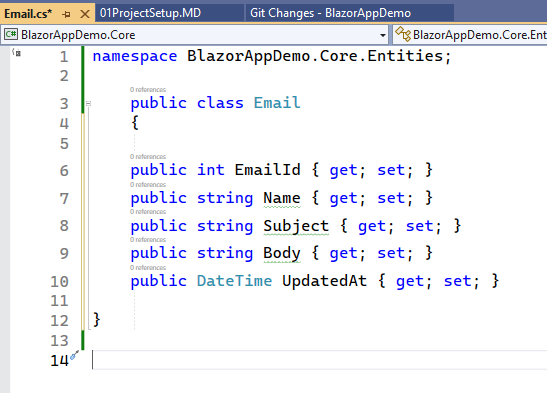 Email.cs*
01ProjectSetup.MD
Git Changes - BlazorAppDemo
BlazorAppDemo.Core
BlazorAppDemo.Core.Ent
1 namespace BlazorAppDemo.Core.Entities;
2
0 references
3 public class Email
4 {
5
0 references
6 public int EmailId { get; set; }
0 references
7 public string Name { get; set; }
0 references
8 public string Subject { get; set; }
0 references
9 public string Body { get; set; }
0 references
10 public DateTime UpdatedAt { get; set; }
11
12 }
13
14